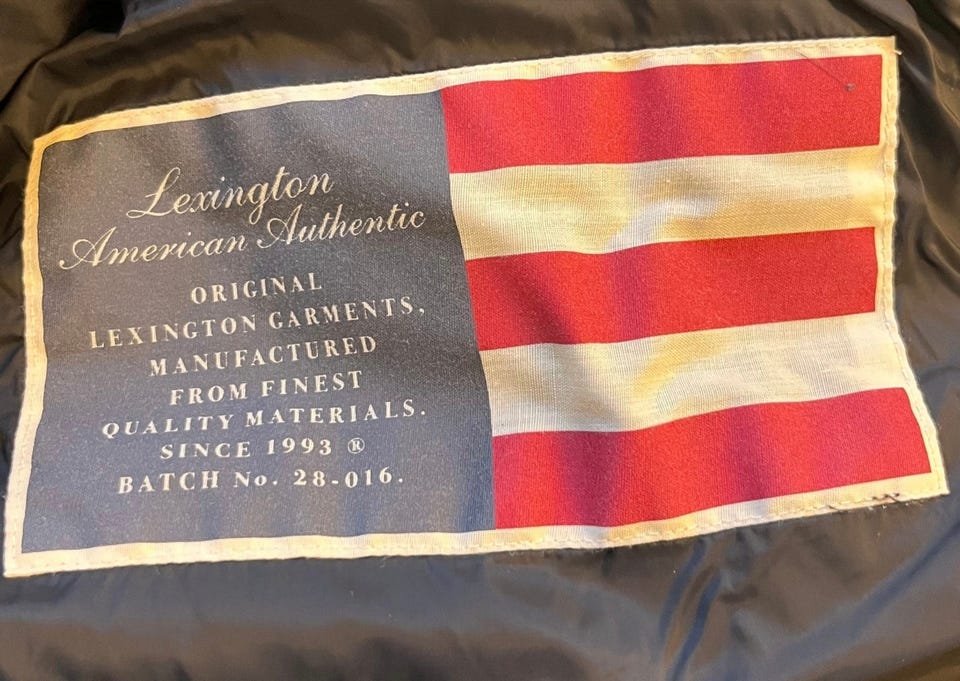 Lexington
American Authentic
ORIGINAL
LEXINGTON GARMENTS,
MANUFACTURED
FROM FINEST
QUALITY MATERIALS.
SINCE 1993 ®
BATCH No. 28-016.